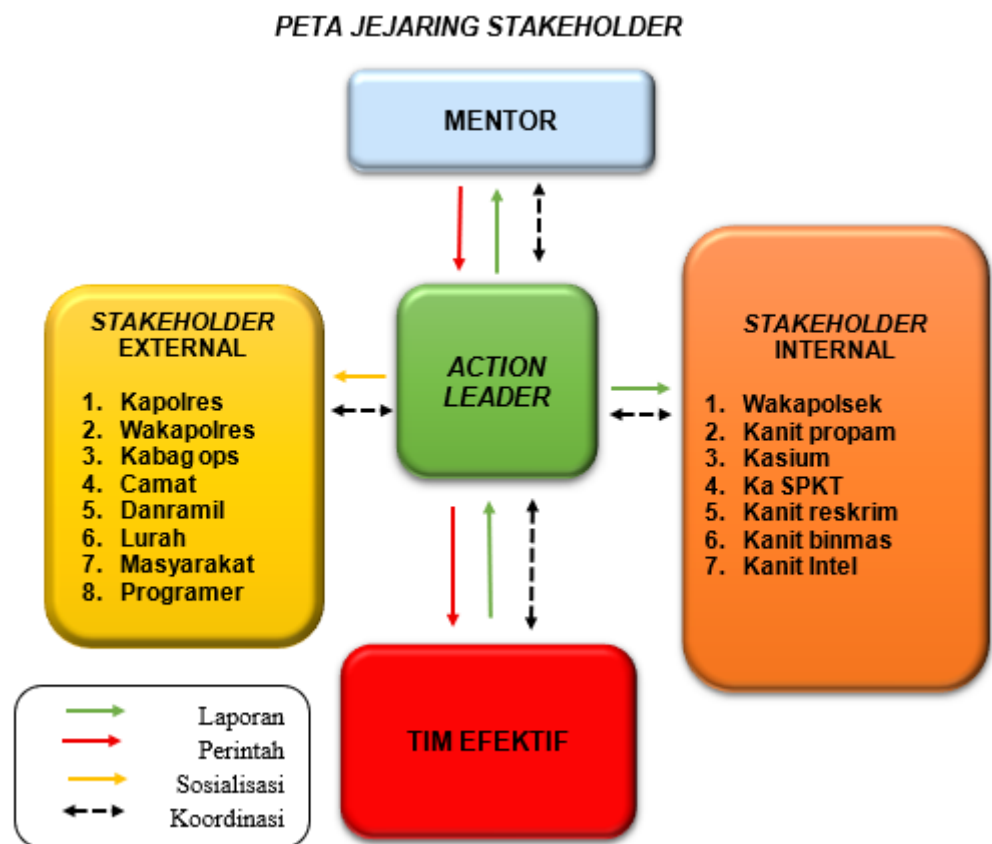 PETA JEJARING STAKEHOLDER
MENTOR
STAKEHOLDER
EXTERNAL
1. Kapolres
2. Wakapolres
3. Kabag ops
4. Camat
5. Danramil
6. Lurah
7. Masyarakat
8. Programer
ACTION
LEADER
STAKEHOLDER
INTERNAL
1. Wakapolsek
2. Kanit propam
3. Kasium
4. Ka SPKT
5. Kanit reskrim
6. Kanit binmas
7. Kanit Intel
TIM EFEKTIF
Laporan
Perintah
Sosialisasi
Koordinasi